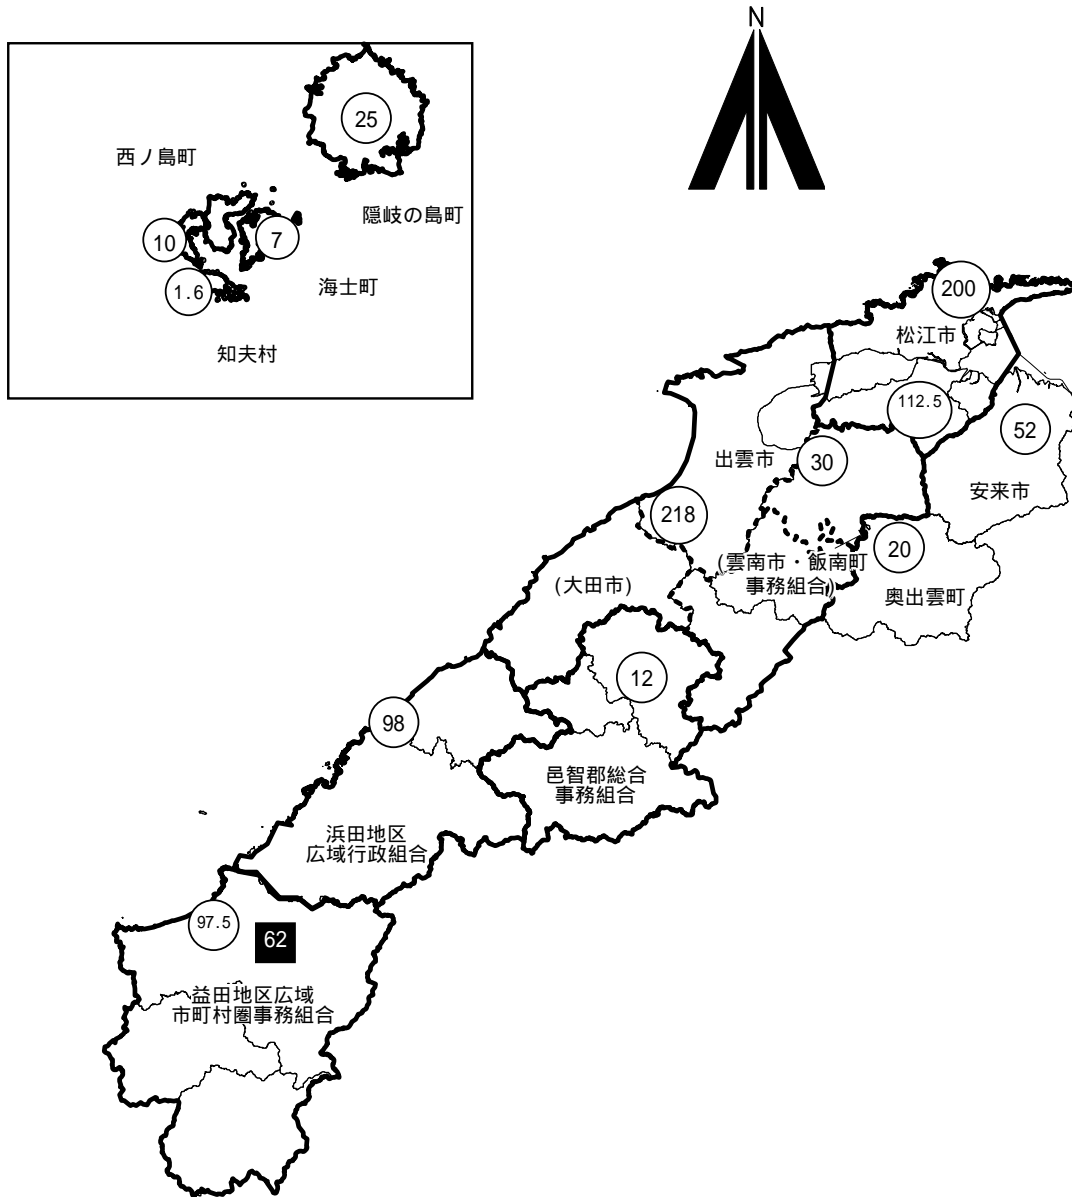 N
25
西ノ島町
隠岐の島町
10
7
1.6
海士町
知夫村
200
松江市
112.5
52
出雲市
30
安来市
218
20
(雲南市・飯南町
事務組合)
(大田市)
奥出雲町
12
98
邑智郡総合
事務組合
浜田地区
広域行政組合
97.5
62
益田地区広域
市町村圏事務組合